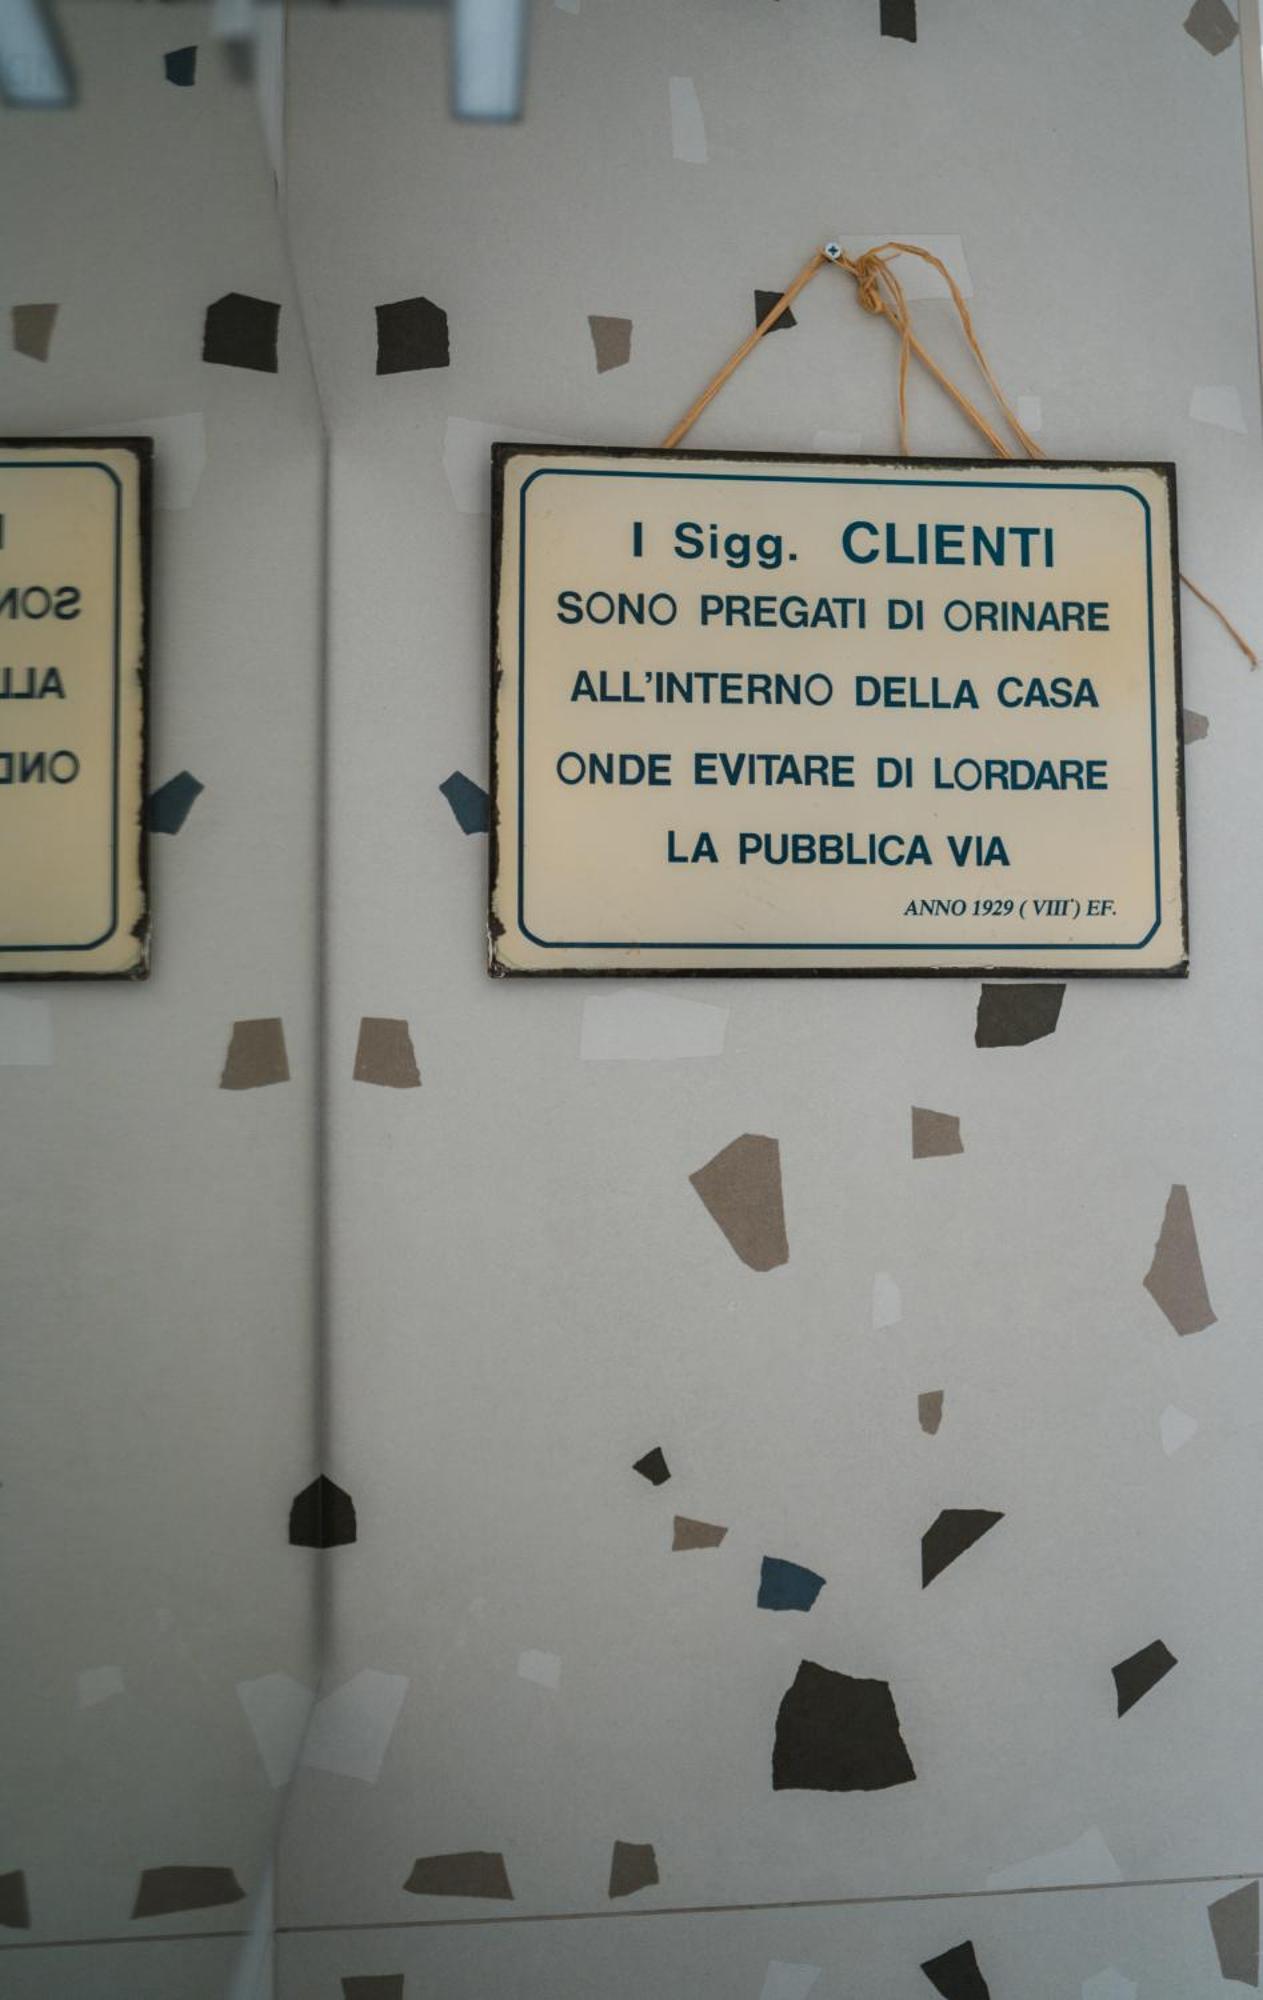 I Sigg. CLIENTI
SONO PREGATI DI ORINARE
ALL'INTERNO DELLA CASA
ONDE EVITARE DI LORDARE
LA PUBBLICA VIA
ANNO 1929 ( VIII°) EF.